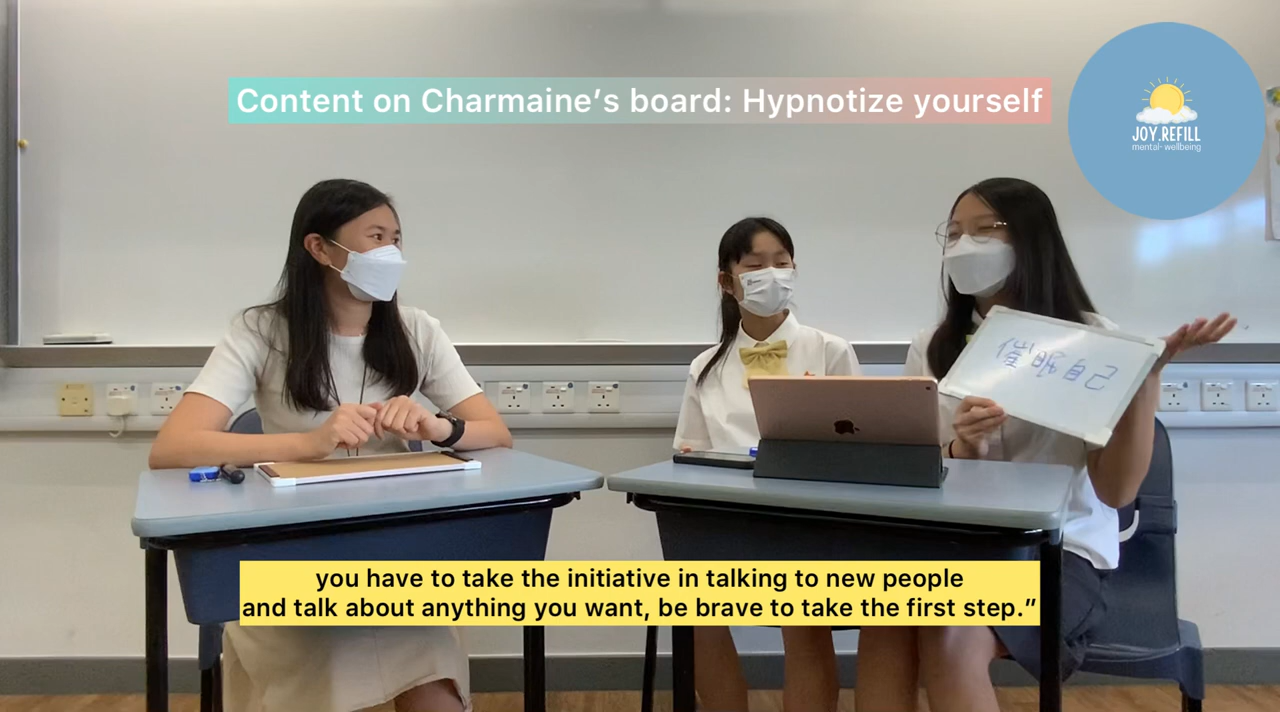 Content on Charmaine’s board: Hypnotize yourself
JOY.REFILL
mental-wellbeing
催眠自己
you have to take the initiative in talking to new people
and talk about anything you want, be brave to take the first step.”